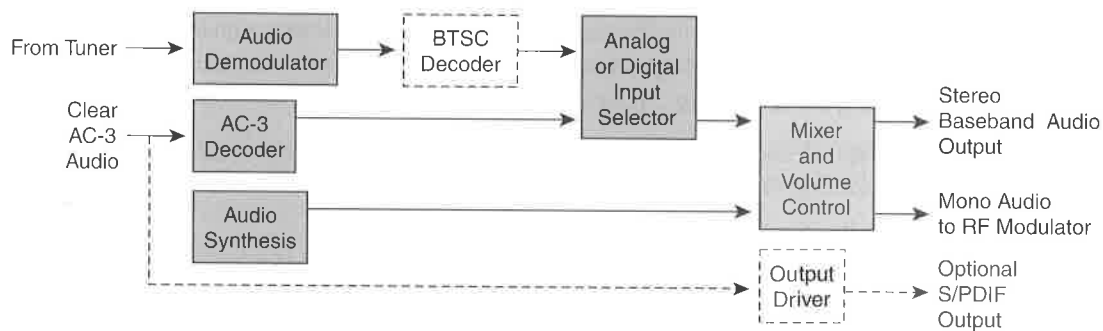 From Tuner
Audio
Demodulator
BTSC
Decoder
Analog
or Digital
Input
Selector
Clear
AC-3
Audio
AC-3
Decoder
Audio
Synthesis
Mixer
and
Volume
Control
Stereo
Baseband Audio
Output
Mono Audio
to RF Modulator
Output
Driver
Optional
S/PDIF
Output